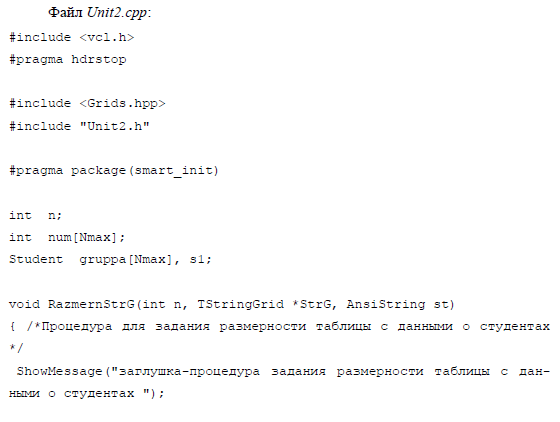 Файл Unit2.cpp:
#include <vcl.h>
#pragma hdrstop
#include <Grids.hpp>
#include "Unit2.h"
#pragma package(smart_init)
int  n;
int  num[Nmax];
Student  gruppa[Nmax], s1;
void RazmernStrG(int n, TStringGrid *StrG, AnsiString st)
{ /*Процедура для задания размерности таблицы с данными о студентах
*/
ShowMessage("заглушка-процедура задания размерности таблицы с дан-
ными о студентах ");